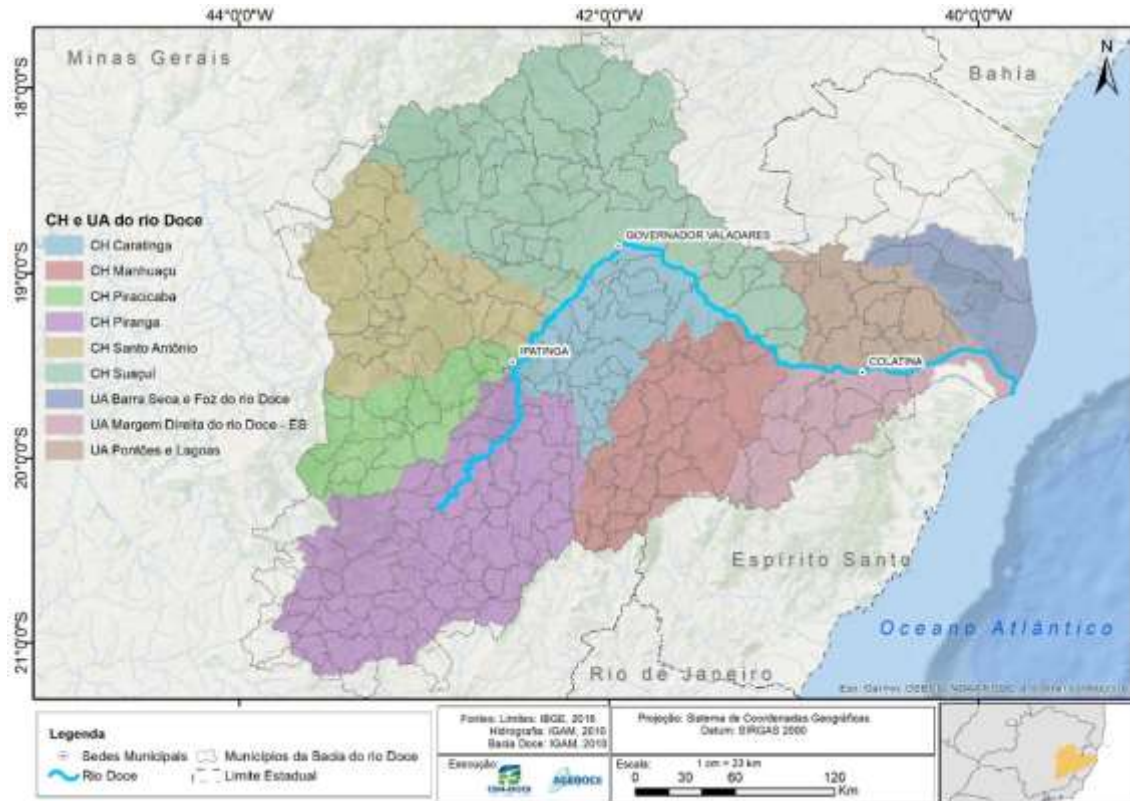 44°0'0"W
42°0'0"W
40°0'0"W
18°0'0"S
19°0'0"S
20°0'0"S
21°0'0"S
Minas Gerais
Bahia
N
CH e UA do rio Doce
CH Caratinga
CH Manhuaçu
CH Piracicaba
CH Piranga
CH Santo Antônio
CH Suaçuí
UA Barra Seca e Foz do rio Doce
UA Margem Direita do rio Doce - ES
UA Pontões e Lagoas
GOVERNADOR VALADARES
IPATINGA
COLATINA
Espírito Santo
Oceano Atlântico
Rio de Janeiro
Legenda
Sedes Municipais
Municípios da Bacia do rio Doce
Rio Doce
Limite Estadual
Fontes: Limites: IBGE, 2016
Hidrografia: IGAM, 2010
Bacia Doce: IGAM, 2010
Execução:
CBH-DOCE
AGEDOCE
Projeção: Sistema de Coordenadas Geográficas
Datum: SIRGAS 2000
Escala:
1 cm = 23 km
0 30 60 120
Km